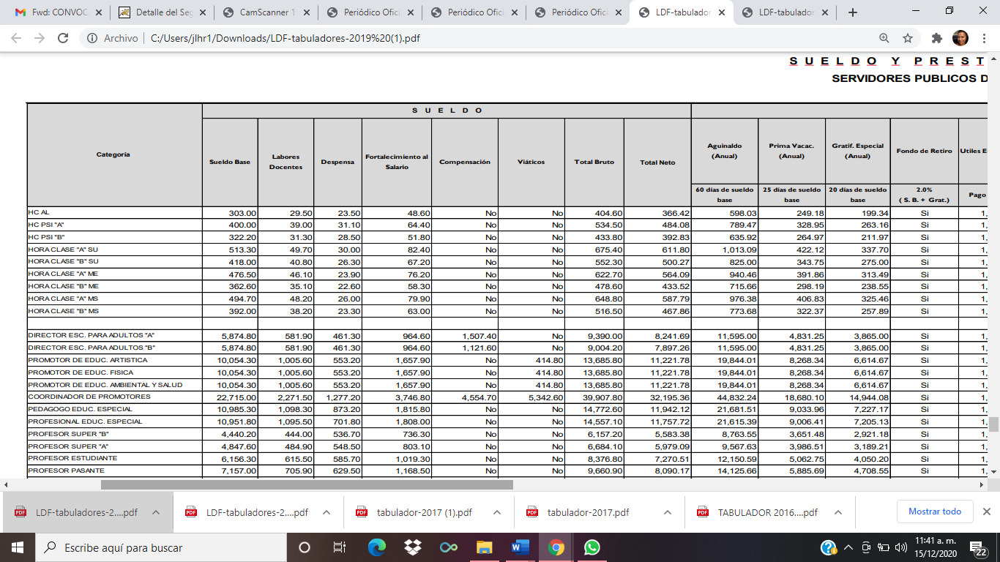 Fwd: CONVOC
Detalle del Seg
CamScanner 1
Periódico Ofici
Periódico Ofici
Periódico Ofici
LDF-tabulador
LDF-tabulador
Archivo | C:/Users/jlhr1/Downloads/LDF-tabuladores-2019%20(1).pdf
S U E L D O Y P R E S T
SERVIDORES PUBLICOS D
S U E L D O
Categoría Sueldo Base Labores Docentes Despensa Fortalecimiento al Salario Compensación Viáticos Total Bruto Total Neto Aguinaldo (Anual) Prima Vacac. (Anual) Gratif. Especial (Anual) Fondo de Retiro Utiles E
60 días de sueldo base 25 días de sueldo base 20 días de sueldo base 2.0% ( S. B. + Grat.) Pago
HC AL 303.00 29.50 23.50 48.60 No No 404.60 366.42 598.03 249.18 199.34 Si 1,
HC PSI "A" 400.00 39.00 31.10 64.40 No No 534.50 484.08 789.47 328.95 263.16 Si 1,
HC PSI "B" 322.20 31.30 28.50 51.80 No No 433.80 392.83 635.92 264.97 211.97 Si 1,
HORA CLASE "A" SU 513.30 49.70 30.00 82.40 No No 675.40 611.80 1,013.09 422.12 337.70 Si 1,
HORA CLASE "B" SU 418.00 40.80 26.30 67.20 No No 552.30 500.27 825.00 343.75 275.00 Si 1,
HORA CLASE "A" ME 476.50 46.10 23.90 76.20 No No 622.70 564.09 940.46 391.86 313.49 Si 1,
HORA CLASE "B" ME 362.60 35.10 22.60 58.30 No No 478.60 433.52 715.66 298.19 238.55 Si 1,
HORA CLASE "A" MS 494.70 48.20 26.00 79.90 No No 648.80 587.79 976.38 406.83 325.46 Si 1,
HORA CLASE "B" MS 392.00 38.20 23.30 63.00 No No 516.50 467.86 773.68 322.37 257.89 Si 1,
DIRECTOR ESC. PARA ADULTOS "A" 5,874.80 581.90 461.30 964.60 1,507.40 No 9,390.00 8,241.69 11,595.00 4,831.25 3,865.00 Si 1,
DIRECTOR ESC. PARA ADULTOS "B" 5,874.80 581.90 461.30 964.60 1,121.60 No 9,004.20 7,897.26 11,595.00 4,831.25 3,865.00 Si 1,
PROMOTOR DE EDUC. ARTISTICA 10,054.30 1,005.60 553.20 1,657.90 No 414.80 13,685.80 11,221.78 19,844.01 8,268.34 6,614.67 Si 1,
PROMOTOR DE EDUC. FISICA 10,054.30 1,005.60 553.20 1,657.90 No 414.80 13,685.80 11,221.78 19,844.01 8,268.34 6,614.67 Si 1,
PROMOTOR DE EDUC. AMBIENTAL Y SALUD 10,054.30 1,005.60 553.20 1,657.90 No 414.80 13,685.80 11,221.78 19,844.01 8,268.34 6,614.67 Si 1,
COORDINADOR DE PROMOTORES 22,715.00 2,271.50 1,277.20 3,746.80 4,554.70 5,342.60 39,907.80 32,195.36 44,832.24 18,680.10 14,944.08 Si 1,
PEDAGOGO EDUC. ESPECIAL 10,985.30 1,098.30 873.20 1,815.80 No No 14,772.60 11,942.12 21,681.51 9,033.96 7,227.17 Si 1,
PROFESIONAL EDUC. ESPECIAL 10,951.80 1,095.50 701.80 1,808.00 No No 14,557.10 11,757.72 21,615.39 9,006.41 7,205.13 Si 1,
PROFESOR SUPER "B" 4,440.20 444.00 536.70 736.30 No No 6,157.20 5,583.38 8,763.55 3,651.48 2,921.18 Si 1,
PROFESOR SUPER "A" 4,847.60 484.90 548.50 803.10 No No 6,684.10 5,979.09 9,567.63 3,986.51 3,189.21 Si 1,
PROFESOR ESTUDIANTE 6,156.30 615.50 585.70 1,019.30 No No 8,376.80 7,270.51 12,150.59 5,062.75 4,050.20 Si 1,
PROFESOR PASANTE 7,157.00 705.90 629.50 1,168.50 No No 9,660.90 8,090.17 14,125.66 5,885.69 4,708.55 Si 1,
LDF-tabuladores-2....pdf
LDF-tabuladores-2....pdf
tabulador-2017 (1).pdf
tabulador-2017.pdf
TABULADOR 2016....pdf
Mostrar todo
Escribe aquí para buscar
11:41 a. m.
15/12/2020
22